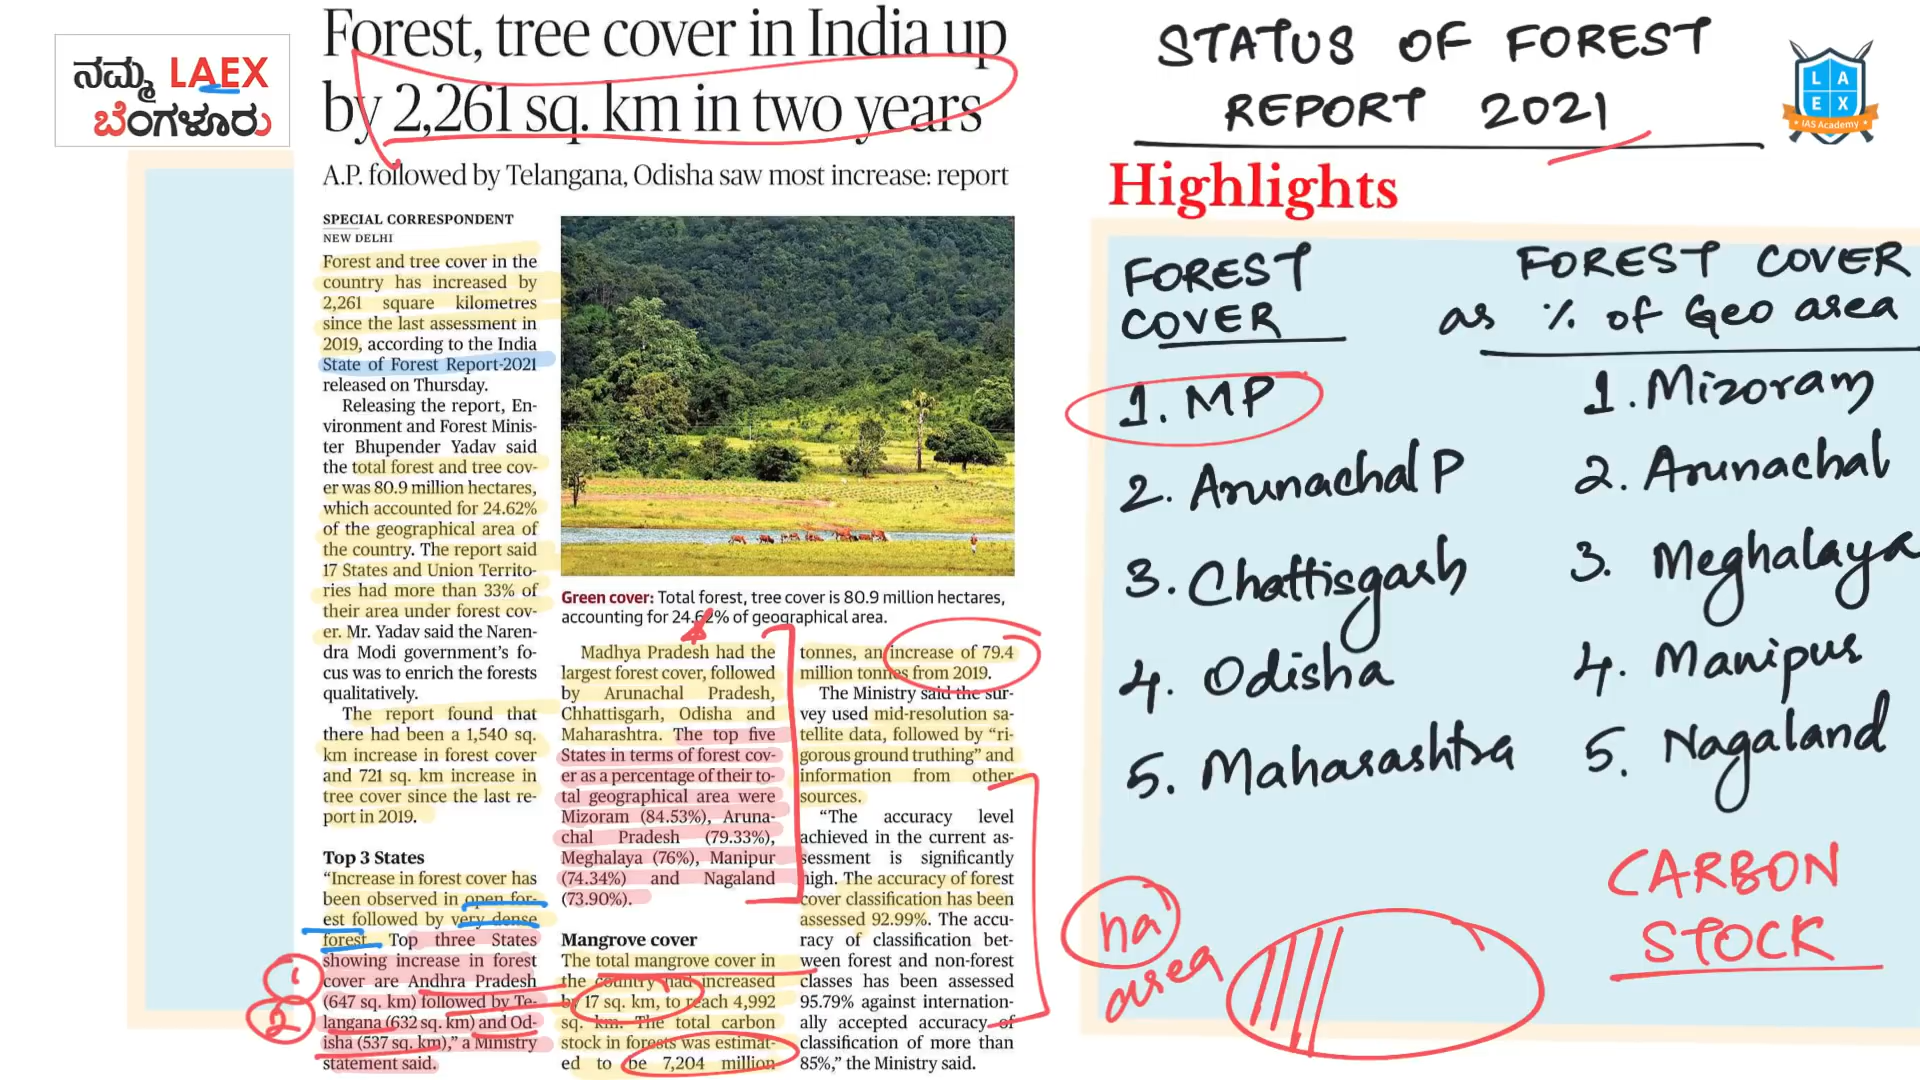 ನಮ್ಮ LAEX
ಬೆಂಗಳೂರು
Forest, tree cover in India up
by 2,261 sq. km in two years
A.P. followed by Telangana, Odisha saw most increase: report
SPECIAL CORRESPONDENT
NEW DELHI
Forest and tree cover in the
country has increased by
2,261 square kilometres
since the last assessment in
2019, according to the India
State of Forest Report-2021
released on Thursday.
Releasing the report, En-
vironment and Forest Minis-
ter Bhupender Yadav said
the total forest and tree cov-
er was 80.9 million hectares,
which accounted for 24.62%
of the geographical area of
the country. The report said
17 States and Union Territo-
ries had more than 33% of
their area under forest cov-
er. Mr. Yadav said the Naren-
dra Modi government's fo-
cus was to enrich the forests
qualitatively.
The report found that
there had been a 1,540 sq.
km increase in forest cover
and 721 sq. km increase in
tree cover since the last re-
port in 2019.
Top 3 States
“Increase in forest cover has
been observed in open for-
est followed by very dense
forest. Top three States
showing increase in forest
cover are Andhra Pradesh
(647 sq. km) followed by Te-
langana (632 sq. km) and Od-
isha (537 sq. km),” a Ministry
statement said.
1
2
Green cover: Total forest, tree cover is 80.9 million hectares,
accounting for 24.62% of geographical area.
Madhya Pradesh had the
largest forest cover, followed
by Arunachal Pradesh,
Chhattisgarh, Odisha and
Maharashtra. The top five
States in terms of forest cov-
er as a percentage of their to-
tal geographical area were
Mizoram (84.53%), Aruna-
chal Pradesh (79.33%),
Meghalaya (76%), Manipur
(74.34%) and Nagaland
(73.90%).
Mangrove cover
The total mangrove cover in
the country had increased
by 17 sq. km, to reach 4,992
sq. km. The total carbon
stock in forests was estimat-
ed to be 7,204 million
tonnes, an increase of 79.4
million tonnes from 2019.
The Ministry said the sur-
vey used mid-resolution sa-
tellite data, followed by “ri-
gorous ground truthing” and
information from other
sources.
“The accuracy level
achieved in the current as-
sessment is significantly
high. The accuracy of forest
cover classification has been
assessed 92.99%. The accu-
racy of classification bet-
ween forest and non-forest
classes has been assessed
95.79% against internation-
ally accepted accuracy of
classification of more than
85%,” the Ministry said.
STATUS OF FOREST
REPORT 2021
L A
E X
IAS Academy
Highlights
FOREST
COVER
1. MP
2. Arunachal P
3. Chattisgarh
4. Odisha
5. Maharashtra
FOREST COVER
as % of Geo area
1. Mizoram
2. Arunachal
3. Meghalaya
4. Manipur
5. Nagaland
ha
area
CARBON
STOCK